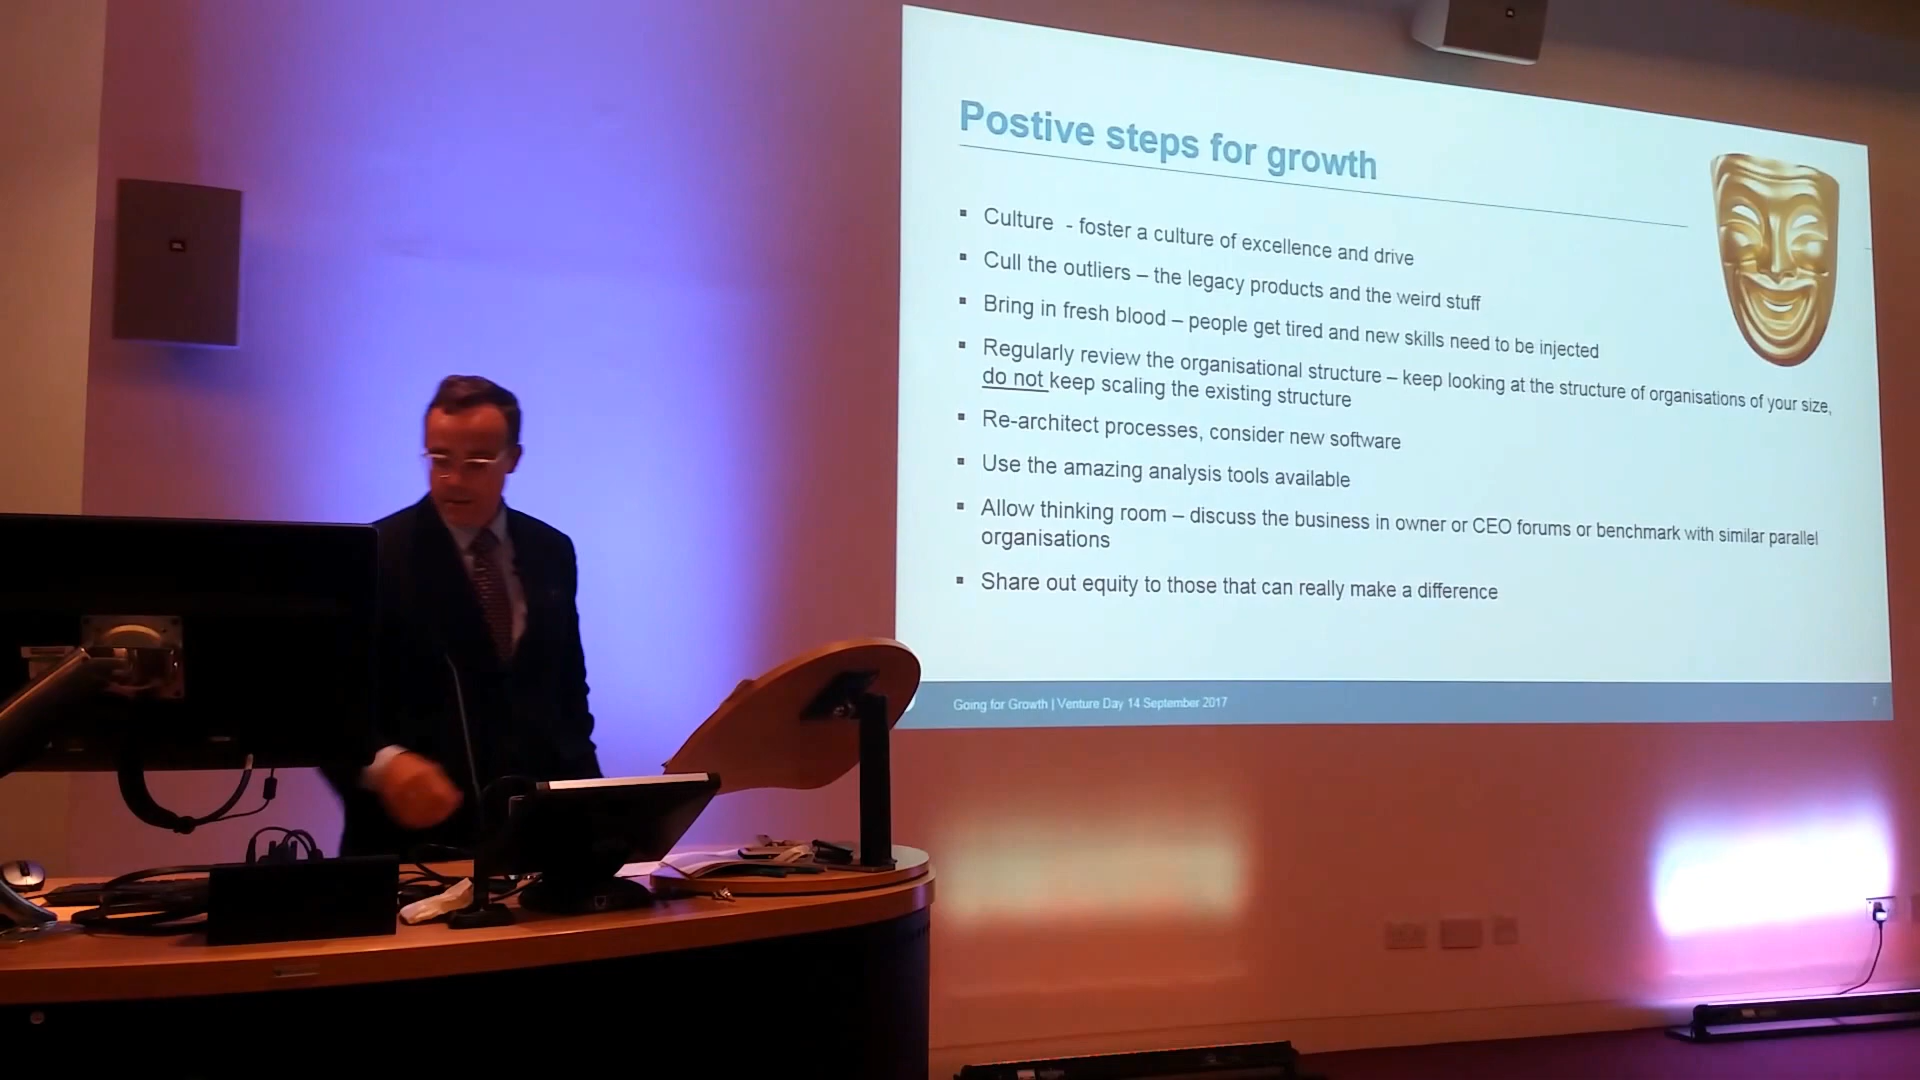 Postive steps for growth
▪ Culture - foster a culture of excellence and drive
▪ Cull the outliers – the legacy products and the weird stuff
▪ Bring in fresh blood – people get tired and new skills need to be injected
▪ Regularly review the organisational structure – keep looking at the structure of organisations of your size,
do not keep scaling the existing structure
▪ Re-architect processes, consider new software
▪ Use the amazing analysis tools available
▪ Allow thinking room – discuss the business in owner or CEO forums or benchmark with similar parallel
organisations
▪ Share out equity to those that can really make a difference
Going for Growth | Venture Day 14 September 2017
7